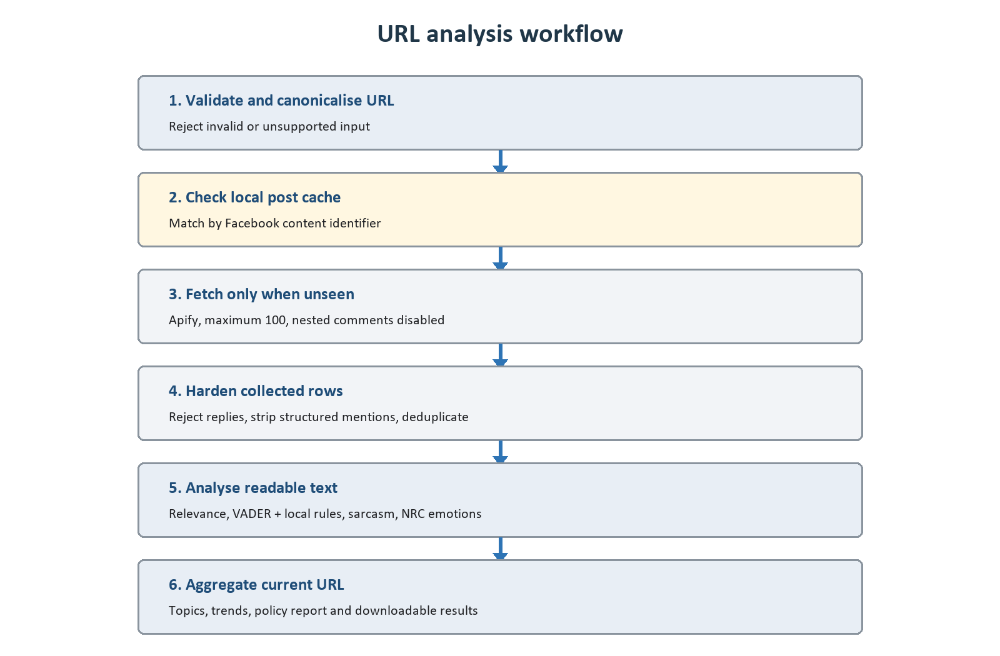 URL analysis workflow
1. Validate and canonicalise URL
Reject invalid or unsupported input
2. Check local post cache
Match by Facebook content identifier
3. Fetch only when unseen
Apify, maximum 100, nested comments disabled
4. Harden collected rows
Reject replies, strip structured mentions, deduplicate
5. Analyse readable text
Relevance, VADER + local rules, sarcasm, NRC emotions
6. Aggregate current URL
Topics, trends, policy report and downloadable results